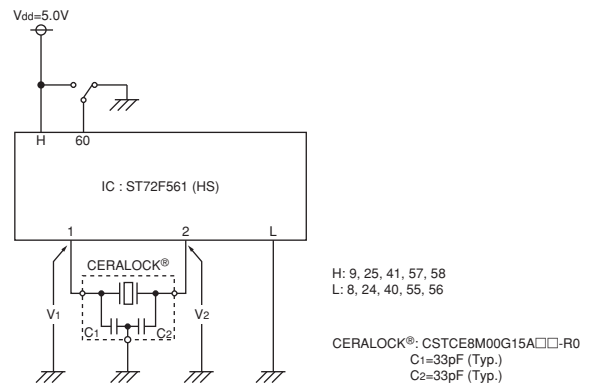 Vdd=5.0V
H
60
IC : ST72F561 (HS)
1
2
L
CERALOCK®
V1
C1
C2
V2
H: 9, 25, 41, 57, 58
L: 8, 24, 40, 55, 56
CERALOCK®: CSTCE8M00G15A□□-R0
C1=33pF (Typ.)
C2=33pF (Typ.)